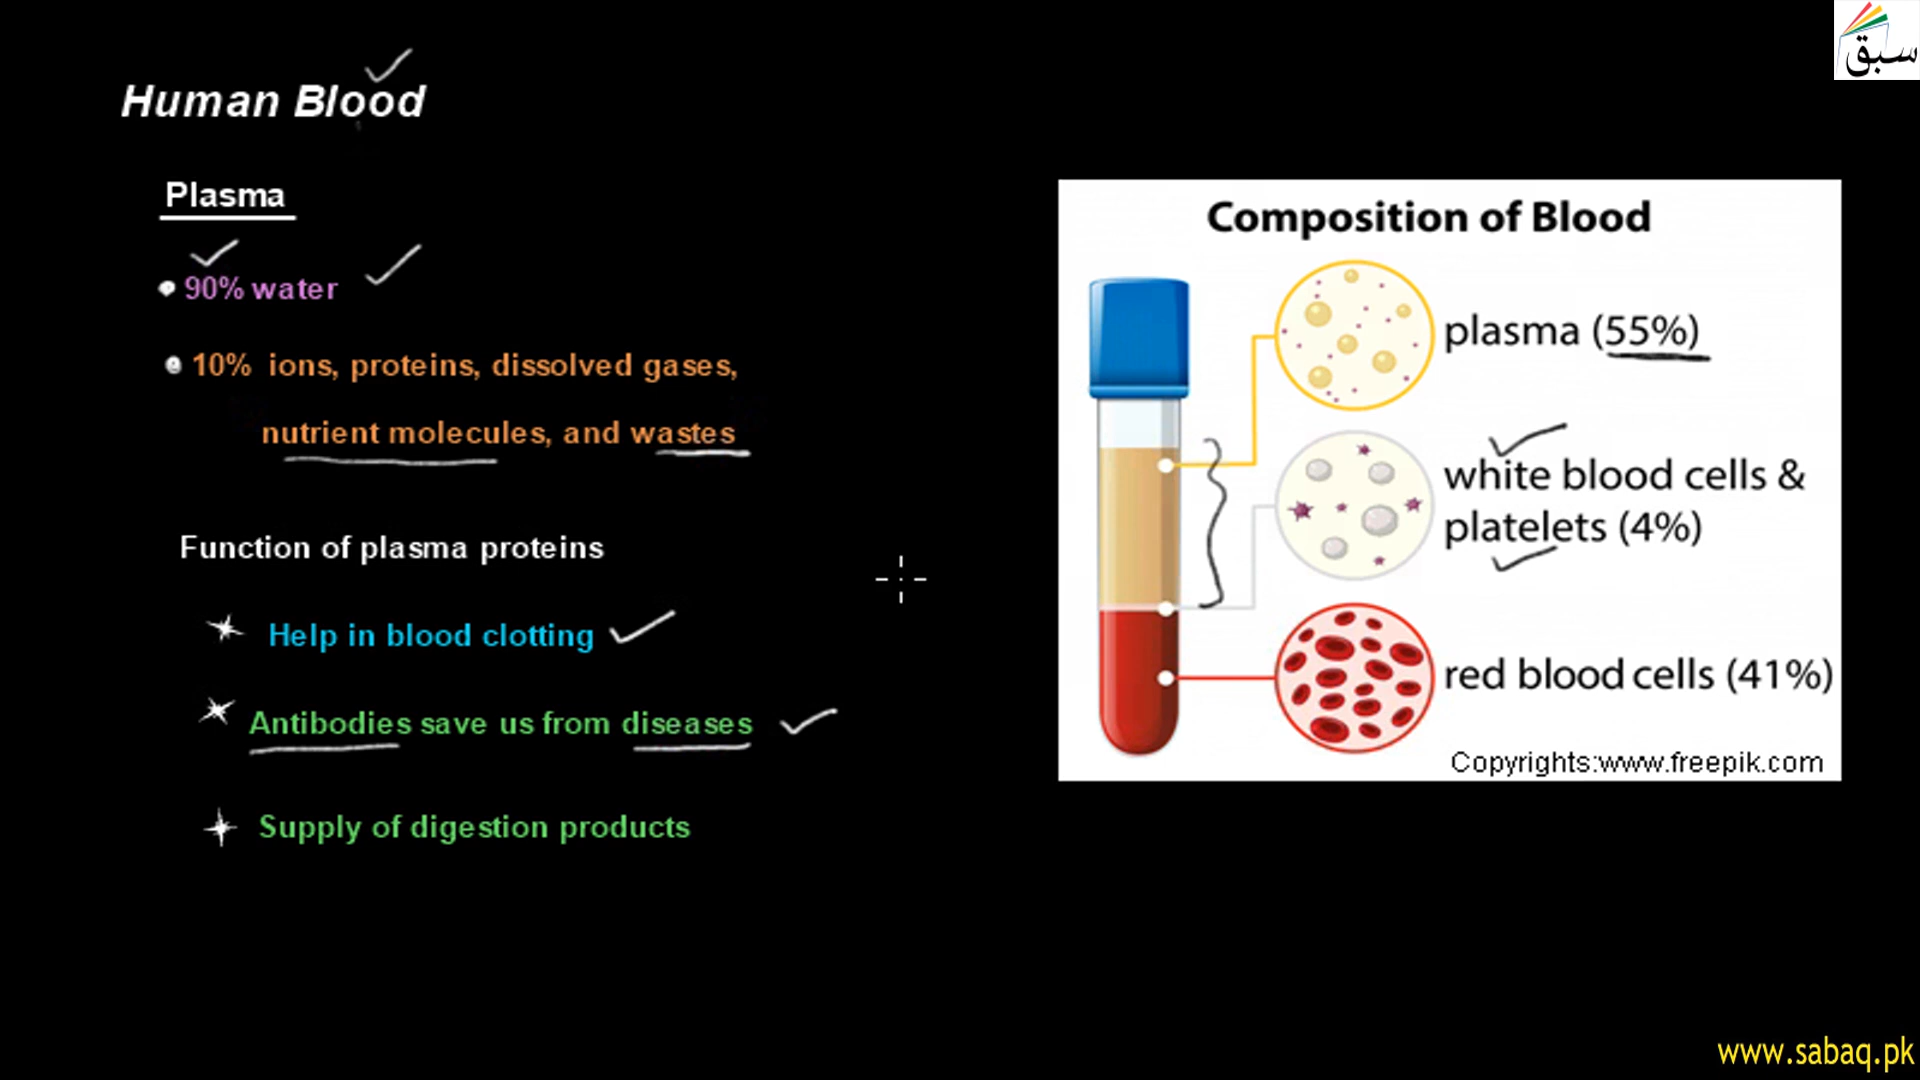 سبق
Human Blood
Plasma
90% water
10% ions, proteins, dissolved gases,
nutrient molecules, and wastes
Function of plasma proteins
Help in blood clotting
Antibodies save us from diseases
Supply of digestion products
Composition of Blood
plasma (55%)
white blood cells &
platelets (4%)
red blood cells (41%)
Copyrights:www.freepik.com
www.sabaq.pk